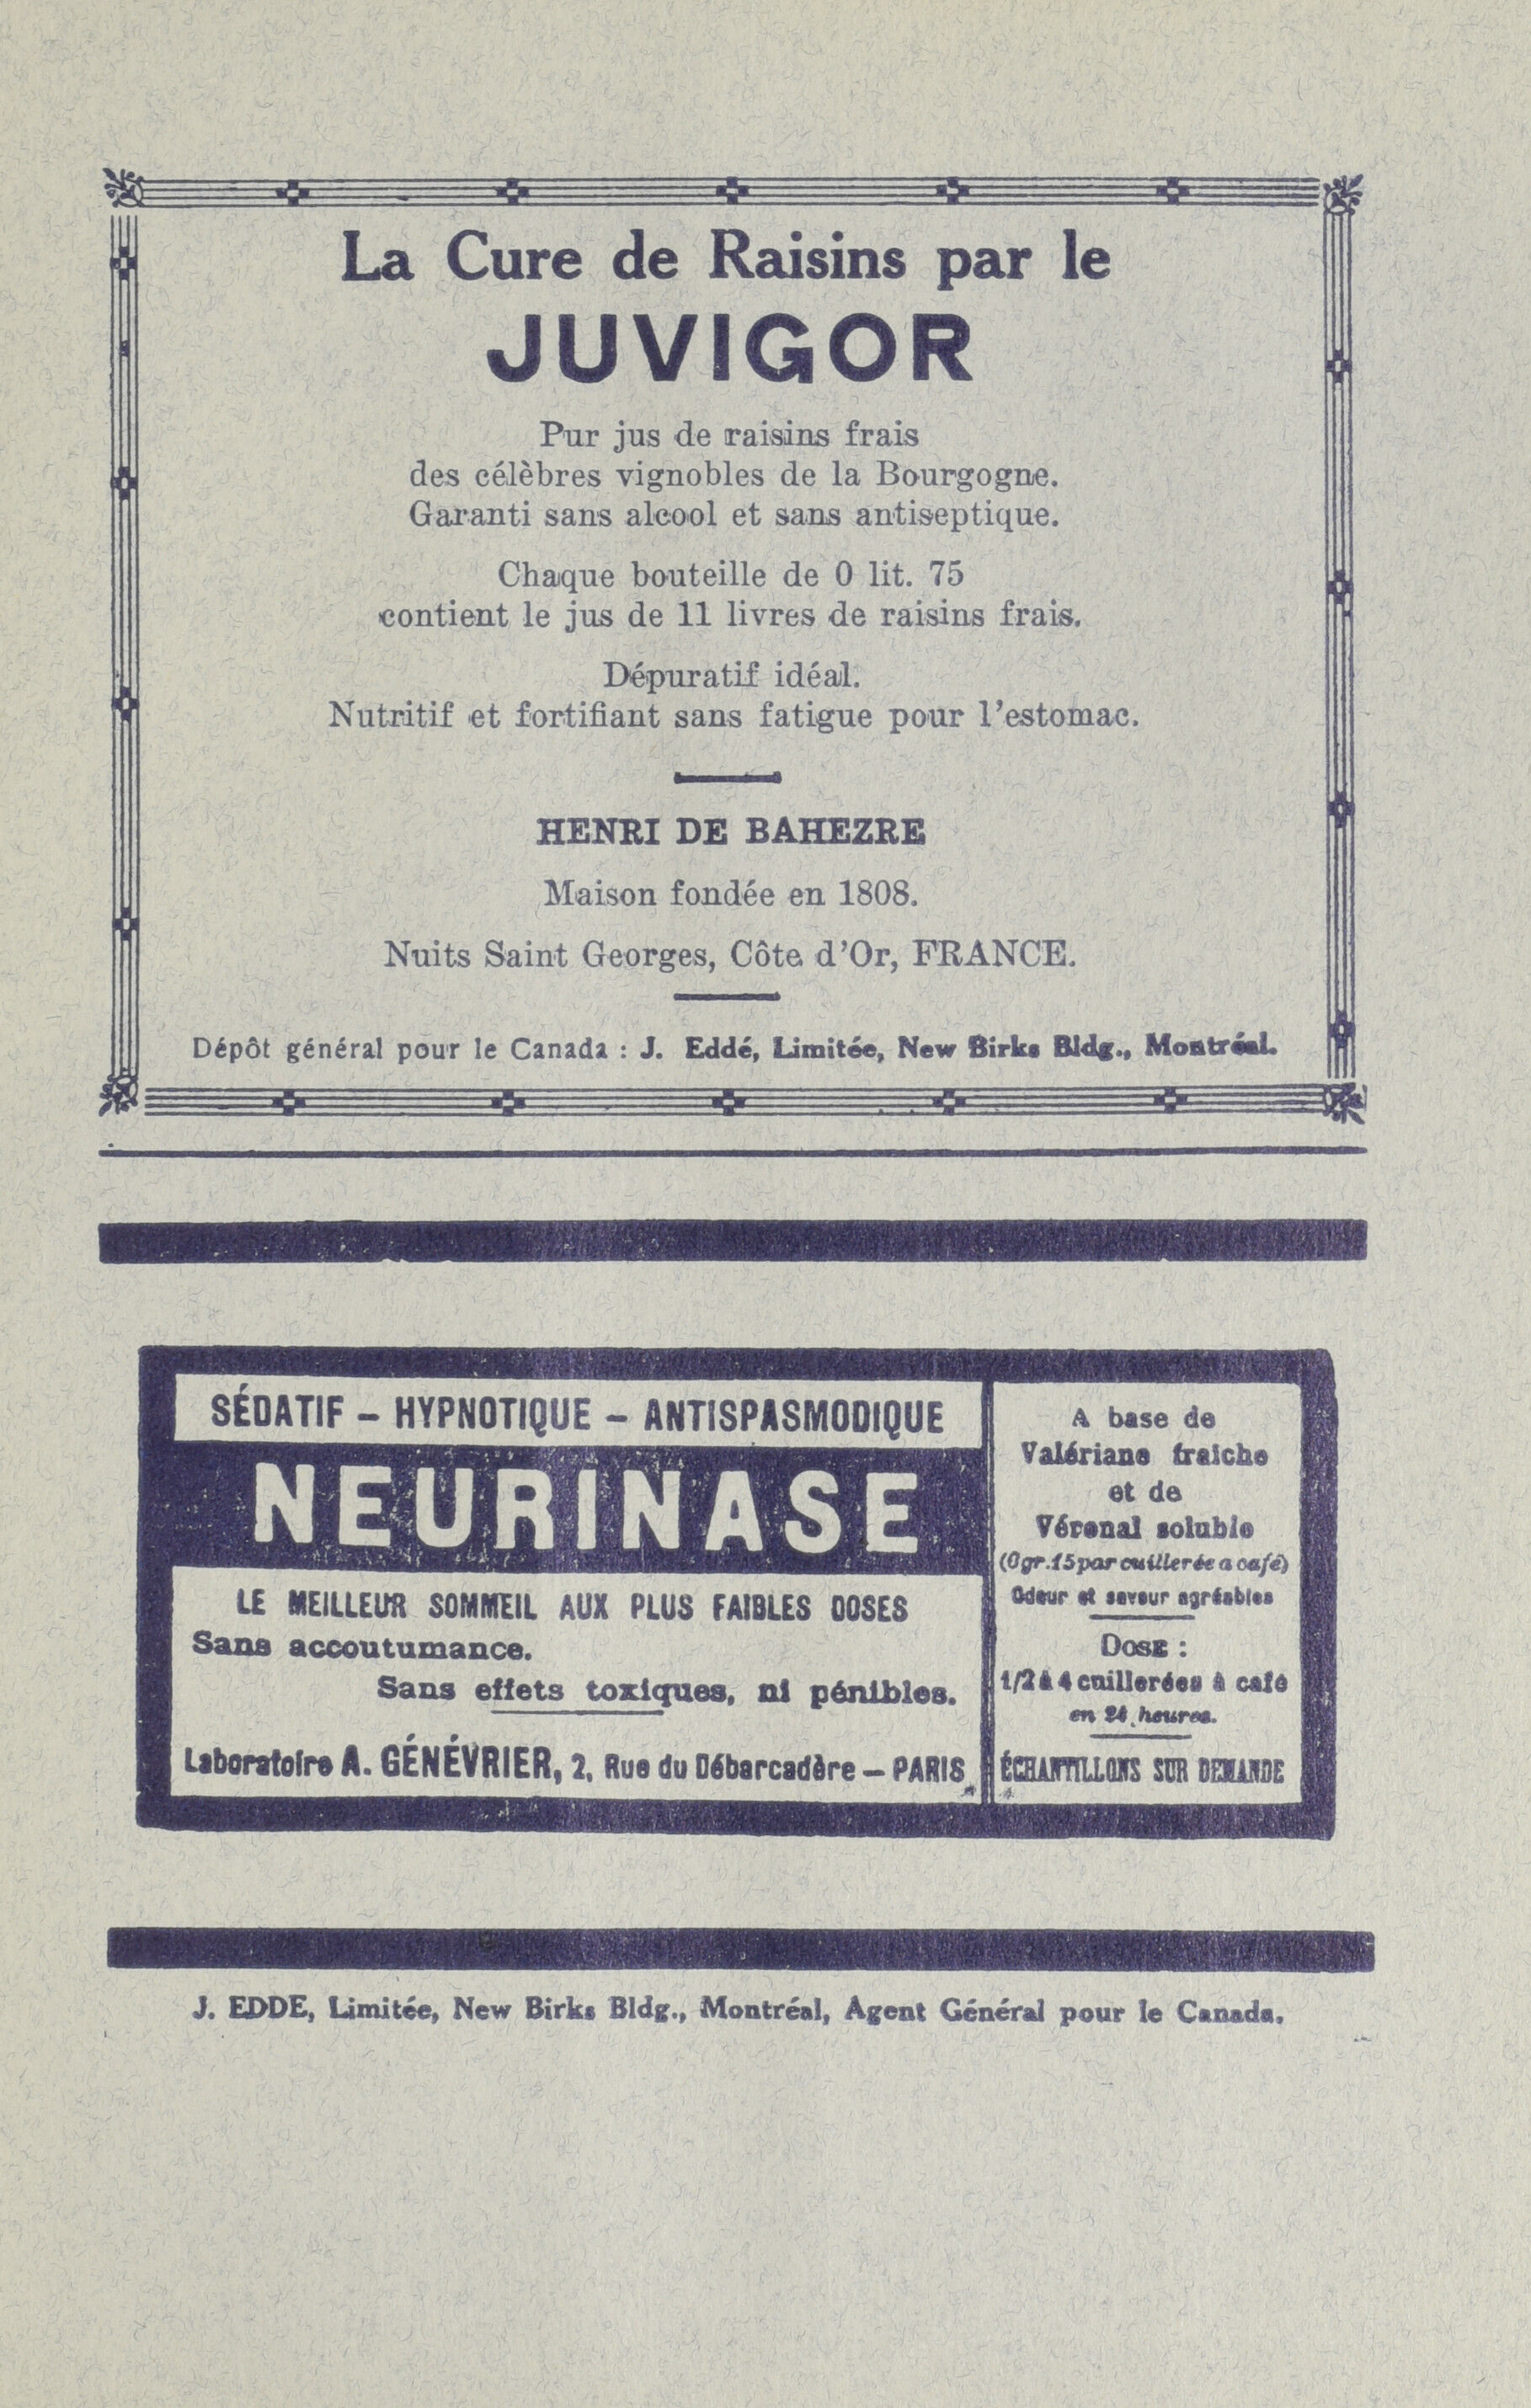 La Cure de Raisins par le
JUVIGOR
Pur jus de raisins frais
des célèbres vignobles de la Bourgogne.
Garanti sans alcool et sans antiseptique.
Chaque bouteille de 0 lit. 75
contient le jus de 11 livres de raisins frais.
Dépuratif idéal.
Nutritif et fortifiant sans fatigue pour l'estomac.
HENRI DE BAHEZRE
Maison fondée en 1808.
Nuits Saint Georges, Côte d'Or, FRANCE.
Dépôt général pour le Canada : J. Eddé, Limitée, New Birks Bldg., Montréal.
SÉDATIF – HYPNOTIQUE – ANTISPASMODIQUE
NEURINASE
LE MEILLEUR SOMMEIL AUX PLUS FAIBLES DOSES
Sans accoutumance.
Sans effets toxiques, ni pénibles.
Laboratoire A. GÉNÉVRIER, 2, Rue du Débarcadère – PARIS
A base de
Valériane fraîche
et de
Véronal soluble
(0gr.15 par cuillerée a café)
Odeur et saveur agréables
DOSE :
1/2 à 4 cuillerées à café
en 24 heures.
ÉCHANTILLONS SUR DEMANDE
J. EDDE, Limitée, New Birks Bldg., Montréal, Agent Général pour le Canada.